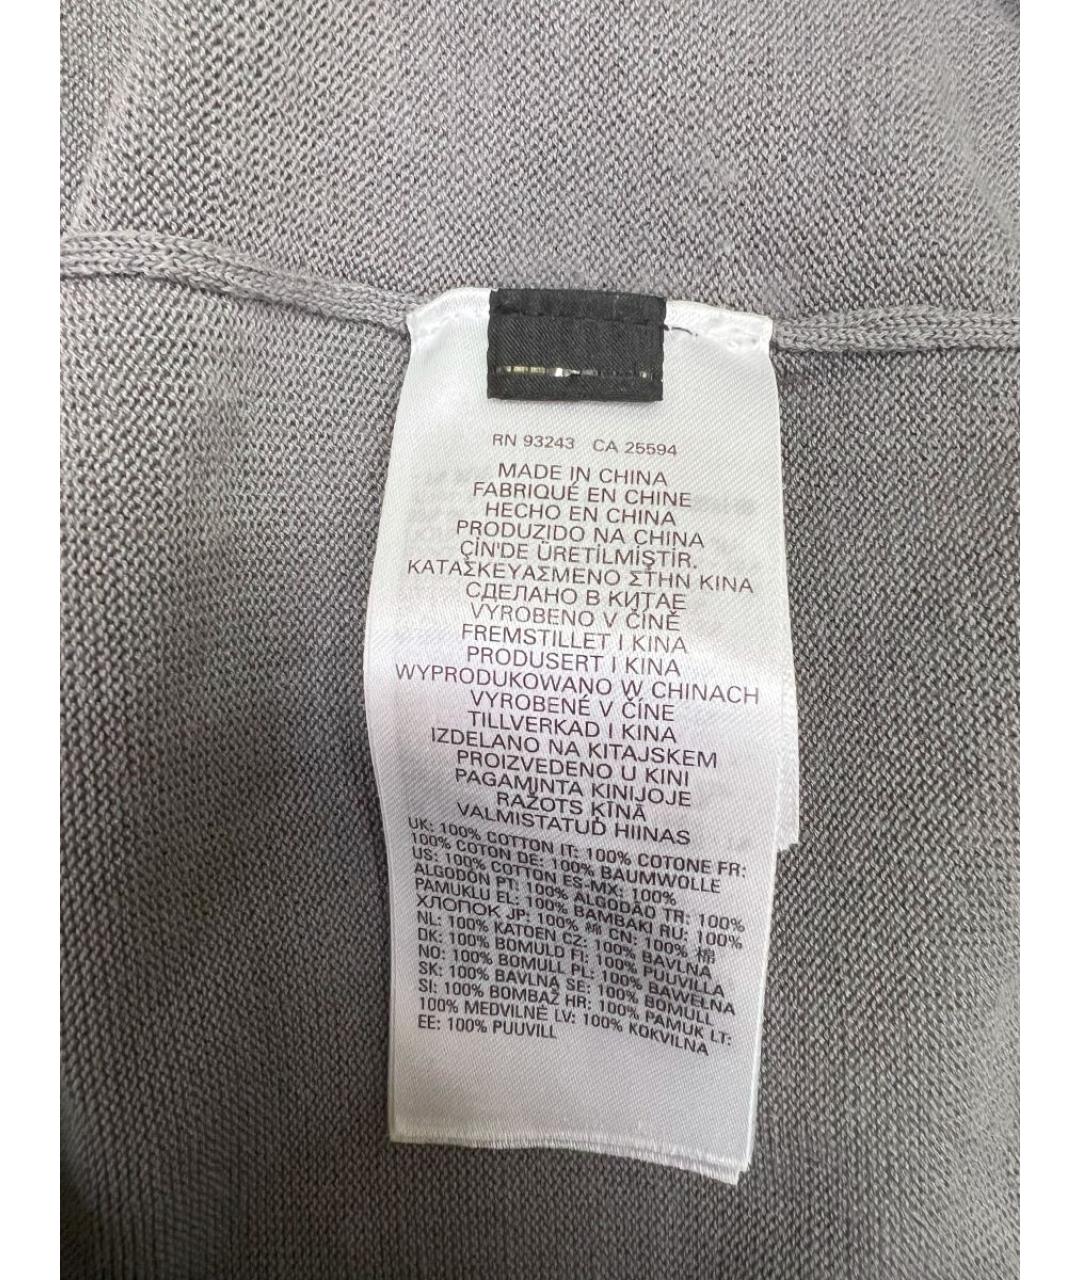 RN 93243 CA 25594
MADE IN CHINA
FABRIQUÉ EN CHINE
HECHO EN CHINA
PRODUZIDO NA CHINA
ÇİN'DE ÜRETİLMİŞTİR.
ΚΑΤΑΣΚΕΥΑΣΜΕΝΟ ΣΤΗΝ ΚΙΝΑ
СДЕЛАНО В КИТАЕ
VYROBENO V ČÍNĚ
FREMSTILLET I KINA
PRODUSERT I KINA
WYPRODUKOWANO W CHINACH
VYROBENÉ V ČÍNE
TILLVERKAD I KINA
IZDELANO NA KITAJSKEM
PROIZVEDENO U KINI
PAGAMINTA KINIJOJE
RAŽOTS ĶĪNĀ
VALMISTATUD HIINAS
UK: 100% COTTON IT: 100% COTONE FR:
100% COTON DE: 100% BAUMWOLLE
US: 100% COTTON ES-MX: 100%
ALGODÓN PT: 100% ALGODÃO TR: 100%
PAMUKLU EL: 100% BAMBAKI RU: 100%
ХЛОПОК JP: 100% 綿 CN: 100% 棉
NL: 100% KATOEN CZ: 100% BAVLNA
DK: 100% BOMULD FI: 100% PUUVILLA
NO: 100% BOMULL PL: 100% BAWEŁNA
SK: 100% BAVLNA SE: 100% BOMULL
SI: 100% BOMBAŽ HR: 100% PAMUK LT:
100% MEDVILNĖ LV: 100% KOKVILNA
EE: 100% PUUVILL